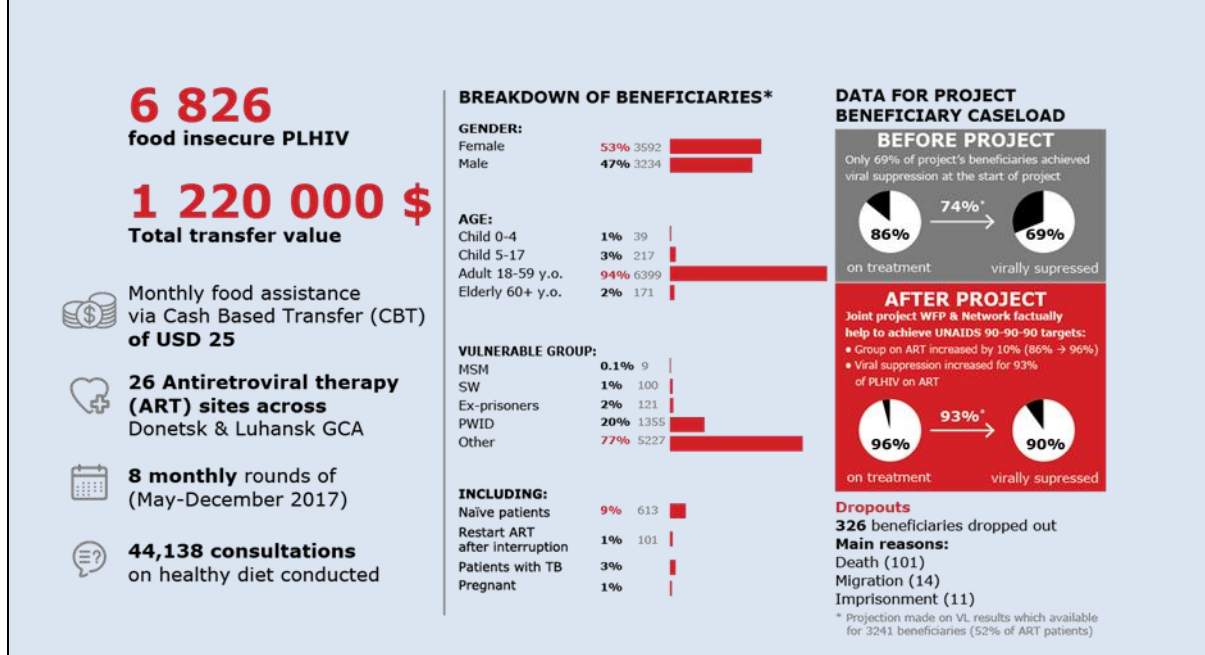 6 826
food insecure PLHIV
1 220 000 $
Total transfer value
Monthly food assistance
via Cash Based Transfer (CBT)
of USD 25
26 Antiretroviral therapy
(ART) sites across
Donetsk & Luhansk GCA
8 monthly rounds of
(May-December 2017)
44,138 consultations
on healthy diet conducted
BREAKDOWN OF BENEFICIARIES*
GENDER:
Female 53% 3592
Male 47% 3234
AGE:
Child 0-4 1% 39
Child 5-17 3% 217
Adult 18-59 y.o. 94% 6399
Elderly 60+ y.o. 2% 171
VULNERABLE GROUP:
MSM 0.1% 9
SW 1% 100
Ex-prisoners 2% 121
PWID 20% 1355
Other 77% 5227
INCLUDING:
Naïve patients 9% 613
Restart ART
after interruption 1% 101
Patients with TB 3%
Pregnant 1%
DATA FOR PROJECT
BENEFICIARY CASELOAD
BEFORE PROJECT
Only 69% of project's beneficiaries achieved
viral suppression at the start of project
74%*
86% 69%
on treatment virally supressed
AFTER PROJECT
Joint project WFP & Network factually
help to achieve UNAIDS 90-90-90 targets:
• Group on ART increased by 10% (86% → 96%)
• Viral suppression increased for 93%
of PLHIV on ART
93%*
96% 90%
on treatment virally supressed
Dropouts
326 beneficiaries dropped out
Main reasons:
Death (101)
Migration (14)
Imprisonment (11)
* Projection made on VL results which available
for 3241 beneficiaries (52% of ART patients)